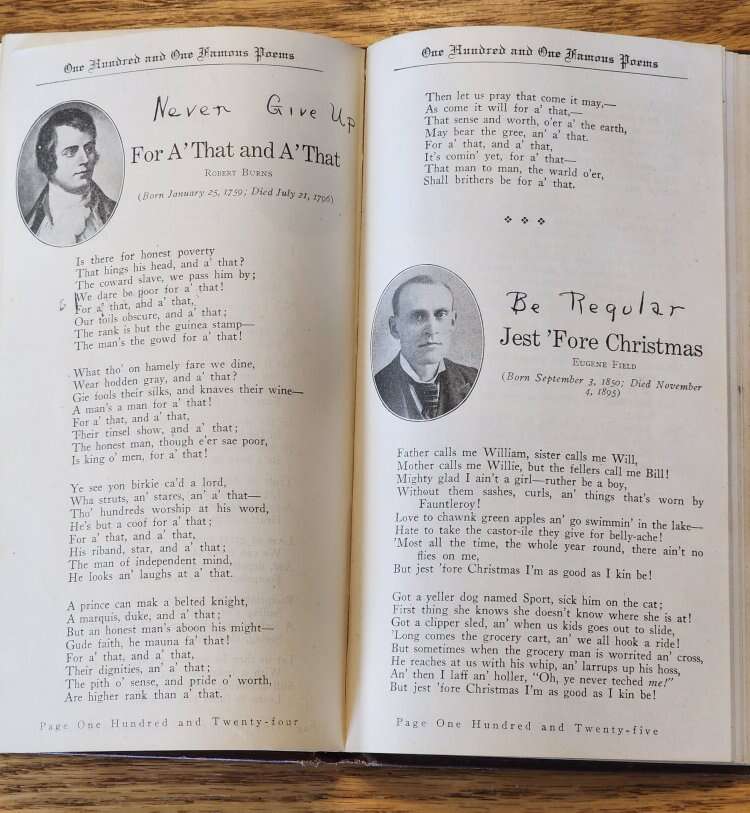 One Hundred and One Famous Poems
Never Give Up
For A' That and A' That
Robert Burns
(Born January 25, 1759; Died July 21, 1796)
Is there for honest poverty
That hings his head, and a' that?
The coward slave, we pass him by;
We dare be poor for a' that!
For a' that, and a' that,
Our toils obscure, and a' that;
The rank is but the guinea stamp—
The man's the gowd for a' that!
What tho' on hamely fare we dine,
Wear hodden gray, and a' that?
Gie fools their silks, and knaves their wine—
A man's a man for a' that!
For a' that, and a' that,
Their tinsel show, and a' that;
The honest man, though e'er sae poor,
Is king o' men, for a' that!
Ye see yon birkie ca'd a lord,
Wha struts, an' stares, an' a' that—
Tho' hundreds worship at his word,
He's but a coof for a' that;
For a' that, and a' that,
His riband, star, and a' that;
The man of independent mind,
He looks an' laughs at a' that.
A prince can mak a belted knight,
A marquis, duke, and a' that;
But an honest man's aboon his might—
Gude faith, he mauna fa' that!
For a' that, and a' that,
Their dignities, an' a' that;
The pith o' sense, and pride o' worth,
Are higher rank than a' that.
Page One Hundred and Twenty-four
One Hundred and One Famous Poems
Then let us pray that come it may,—
As come it will for a' that,—
That sense and worth, o'er a' the earth,
May bear the gree, an' a' that.
For a' that, and a' that,
It's comin' yet, for a' that—
That man to man, the warld o'er,
Shall brithers be for a' that.
Be Regular
Jest 'Fore Christmas
Eugene Field
(Born September 3, 1850; Died November
4, 1895)
Father calls me William, sister calls me Will,
Mother calls me Willie, but the fellers call me Bill!
Mighty glad I ain't a girl—ruther be a boy,
Without them sashes, curls, an' things that's worn by
Fauntleroy!
Love to chawnk green apples an' go swimmin' in the lake—
Hate to take the castor-ile they give for belly-ache!
'Most all the time, the whole year round, there ain't no
flies on me,
But jest 'fore Christmas I'm as good as I kin be!
Got a yeller dog named Sport, sick him on the cat;
First thing she knows she doesn't know where she is at!
Got a clipper sled, an' when us kids goes out to slide,
'Long comes the grocery cart, an' we all hook a ride!
But sometimes when the grocery man is worrited an' cross,
He reaches at us with his whip, an' larrups up his hoss,
An' then I laff an' holler, "Oh, ye never teched me!"
But jest 'fore Christmas I'm as good as I kin be!
Page One Hundred and Twenty-five